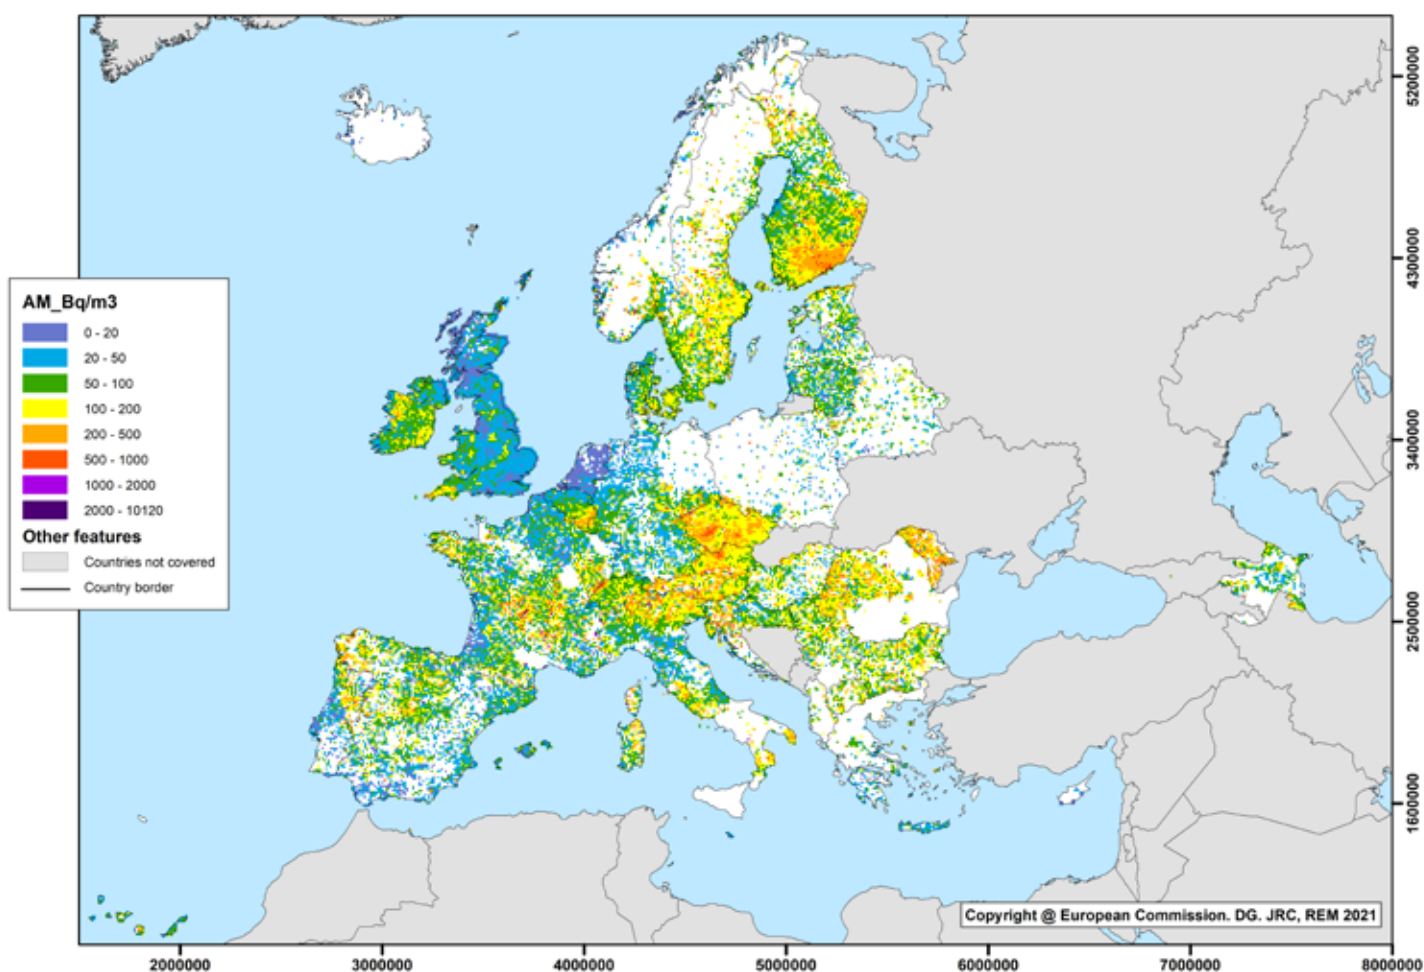 AM_Bq/m3
0 - 20
20 - 50
50 - 100
100 - 200
200 - 500
500 - 1000
1000 - 2000
2000 - 10120
Other features
Countries not covered
Country border
5200000
4300000
3400000
2500000
1600000
Copyright @ European Commission. DG. JRC, REM 2021
2000000
3000000
4000000
5000000
6000000
7000000
8000000